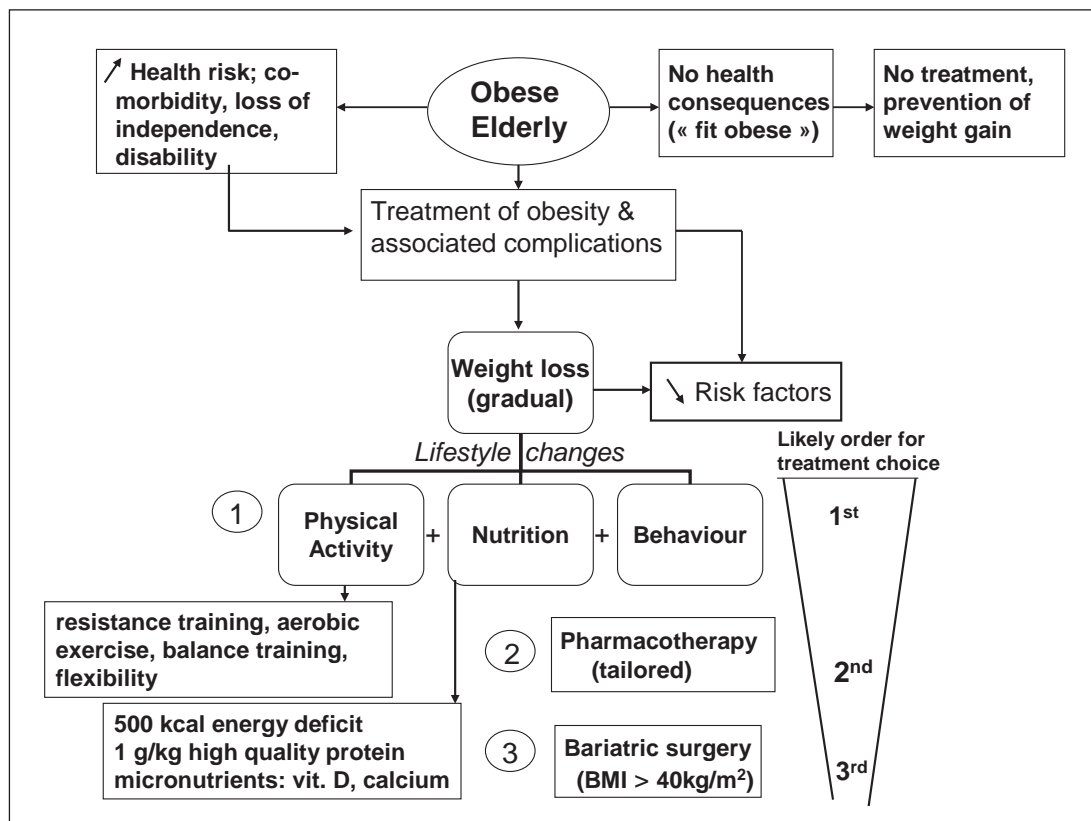 ↗ Health risk; co-
morbidity, loss of
independence,
disability
Obese
Elderly
No health
consequences
(« fit obese »)
No treatment,
prevention of
weight gain
Treatment of obesity &
associated complications
Weight loss
(gradual)
↘ Risk factors
Lifestyle changes
Likely order for
treatment choice
1
Physical
Activity
+
Nutrition
+
Behaviour
1st
resistance training, aerobic
exercise, balance training,
flexibility
2
Pharmacotherapy
(tailored)
2nd
500 kcal energy deficit
1 g/kg high quality protein
micronutrients: vit. D, calcium
3
Bariatric surgery
(BMI > 40kg/m²)
3rd